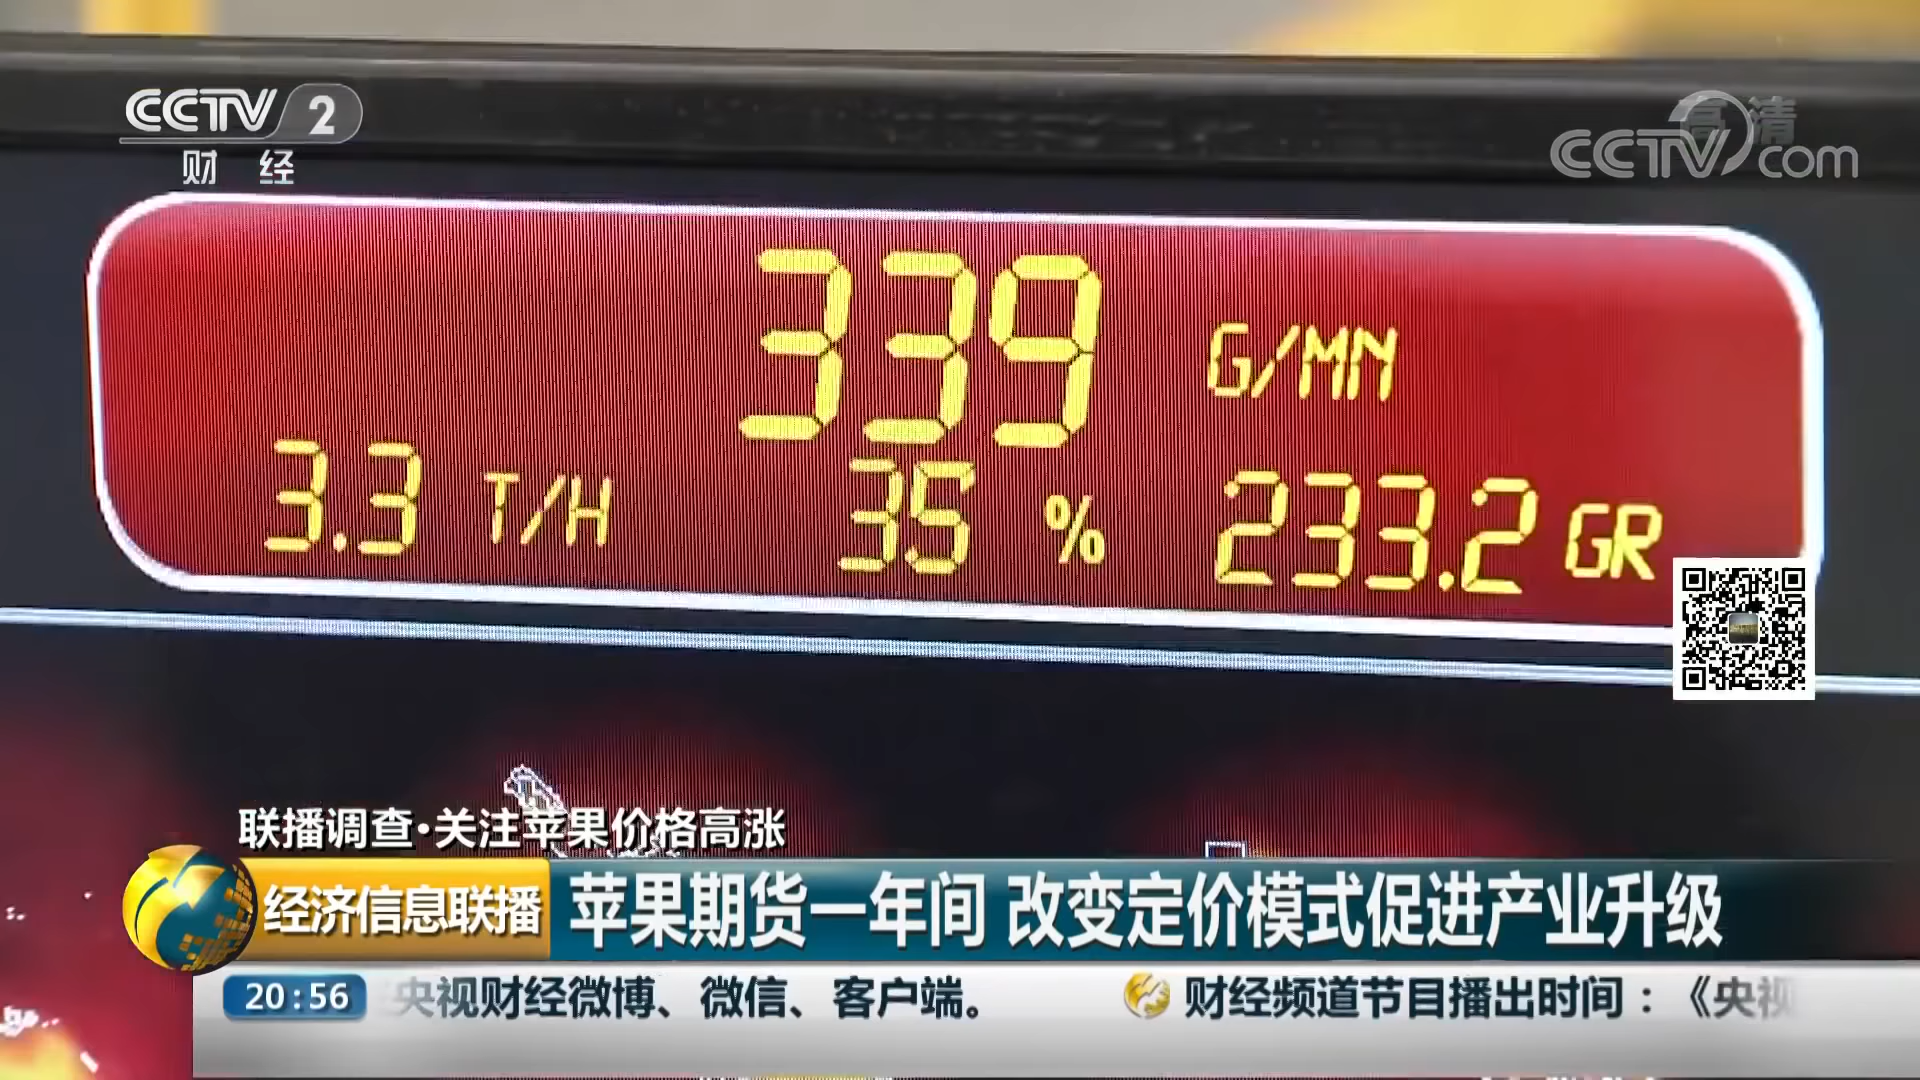 CCTV 2
财 经
高清
CCTV com
339 G/MN
3.3 T/H 35 % 233.2 GR
联播调查·关注苹果价格高涨
经济信息联播
苹果期货一年间 改变定价模式促进产业升级
20:56
央视财经微博、微信、客户端。
财经频道节目播出时间：《央视